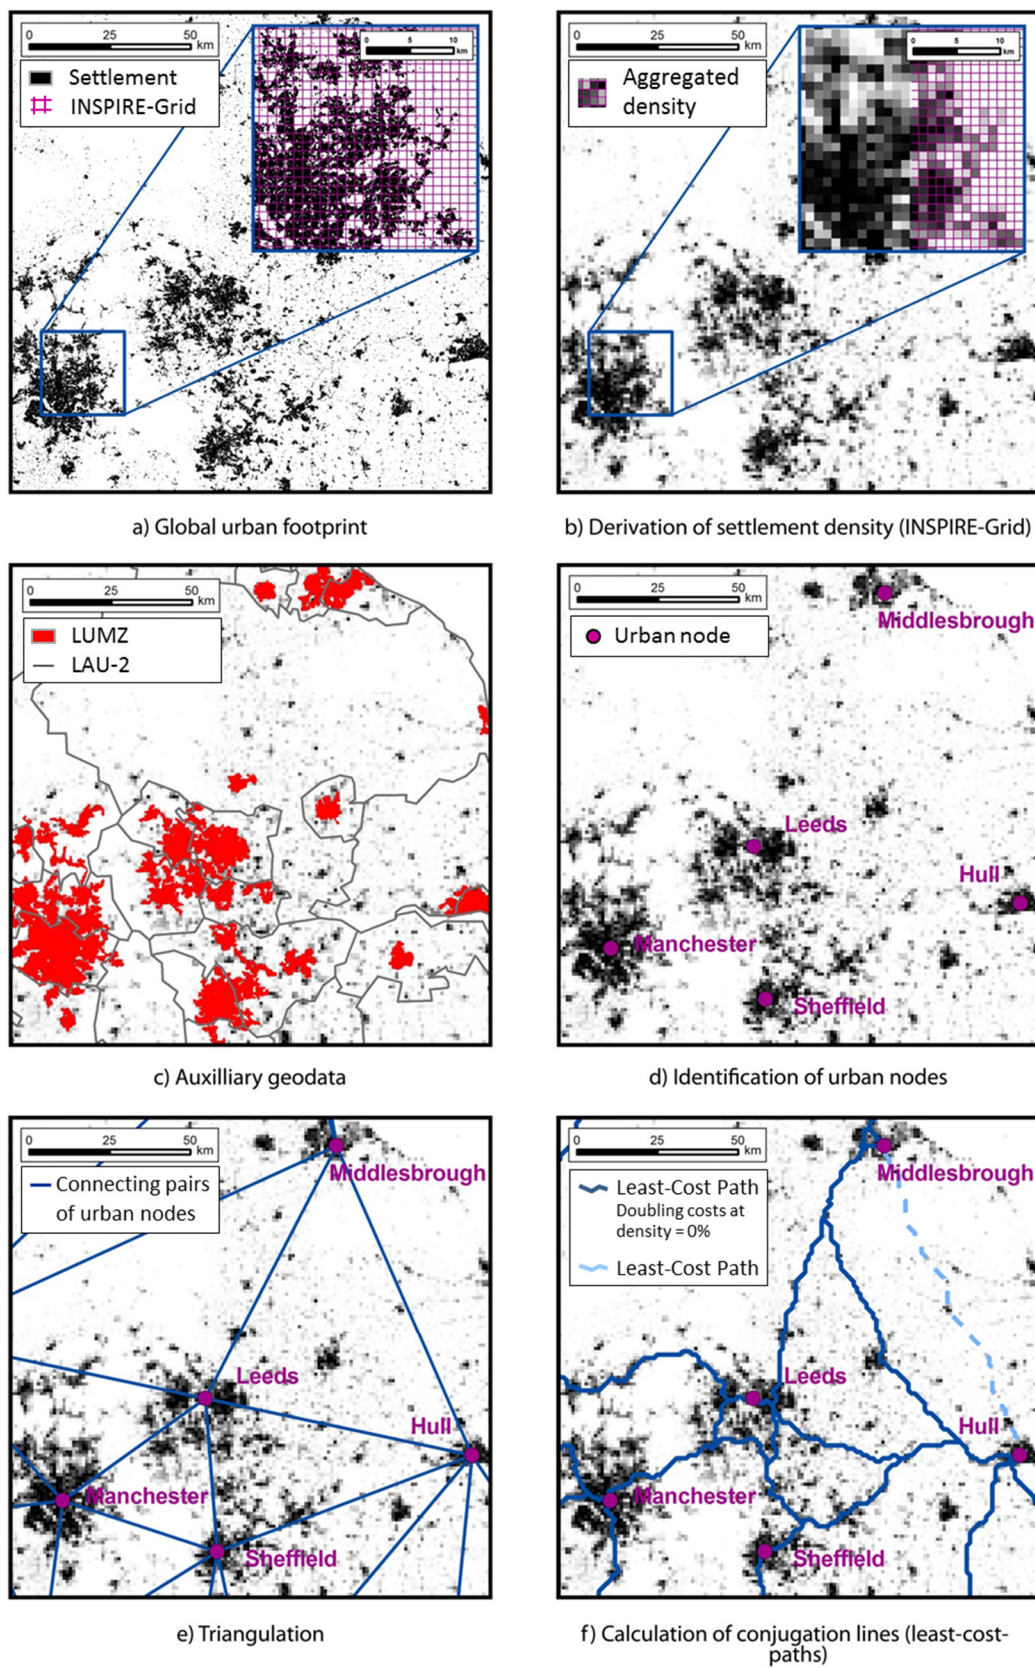 0 25 50
km
Settlement
INSPIRE-Grid
0 5 10
km
a) Global urban footprint
0 25 50
km
Aggregated
density
0 5 10
km
b) Derivation of settlement density (INSPIRE-Grid)
0 25 50
km
LUMZ
LAU-2
c) Auxilliary geodata
0 25 50
km
Urban node
Middlesbrough
Leeds
Hull
Manchester
Sheffield
d) Identification of urban nodes
0 25 50
km
Connecting pairs
of urban nodes
Middlesbrough
Leeds
Hull
Manchester
Sheffield
e) Triangulation
0 25 50
km
Least-Cost Path
Doubling costs at
density = 0%
Least-Cost Path
Middlesbrough
Leeds
Hull
Manchester
Sheffield
f) Calculation of conjugation lines (least-cost-
paths)